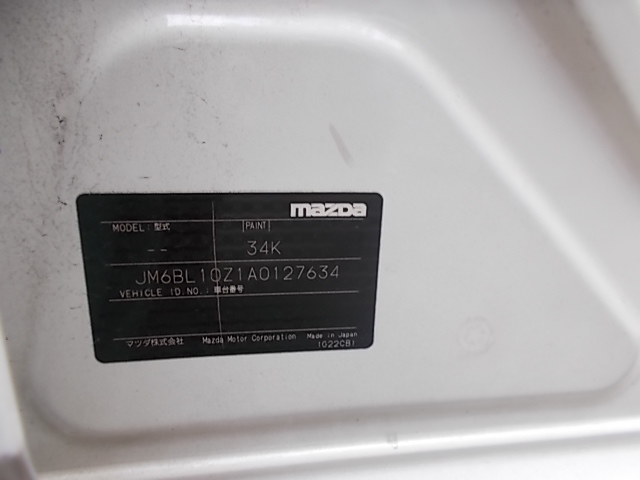 mazda
MODEL:型式 PAINT
-- 34K
JM6BL10Z1A0127634
VEHICLE ID.NO.:車台番号
マツダ株式会社 Mazda Motor Corporation Made in Japan
1022CB1